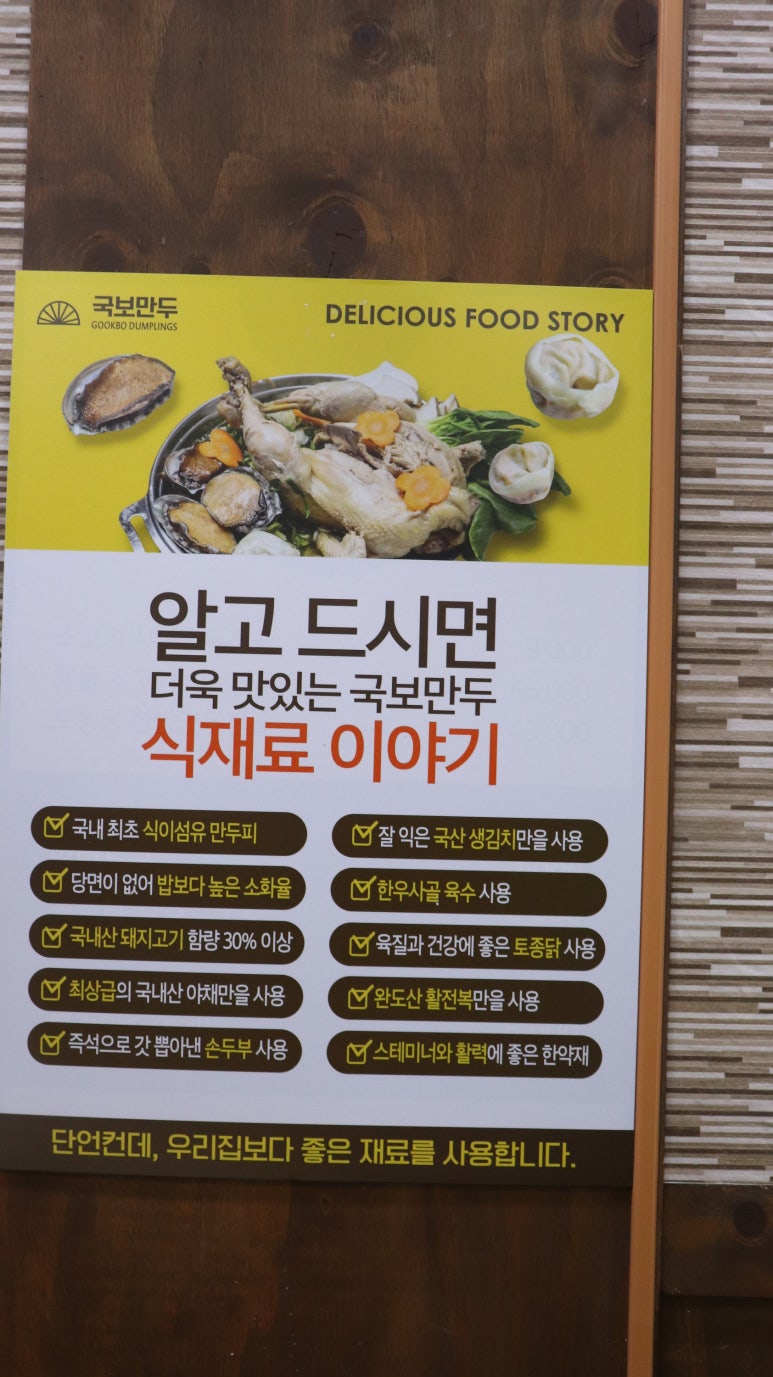 국보만두
GOOKBO DUMPLINGS
DELICIOUS FOOD STORY
알고 드시면
더욱 맛있는 국보만두
식재료 이야기
국내 최초 식이섬유 만두피
당면이 없어 밥보다 높은 소화율
국내산 돼지고기 함량 30% 이상
최상급의 국내산 야채만을 사용
즉석으로 갓 뽑아낸 손두부 사용
잘 익은 국산 생김치만을 사용
한우사골 육수 사용
육질과 건강에 좋은 토종닭 사용
완도산 활전복만을 사용
스테미너와 활력에 좋은 한약재
단언컨데, 우리집보다 좋은 재료를 사용합니다.